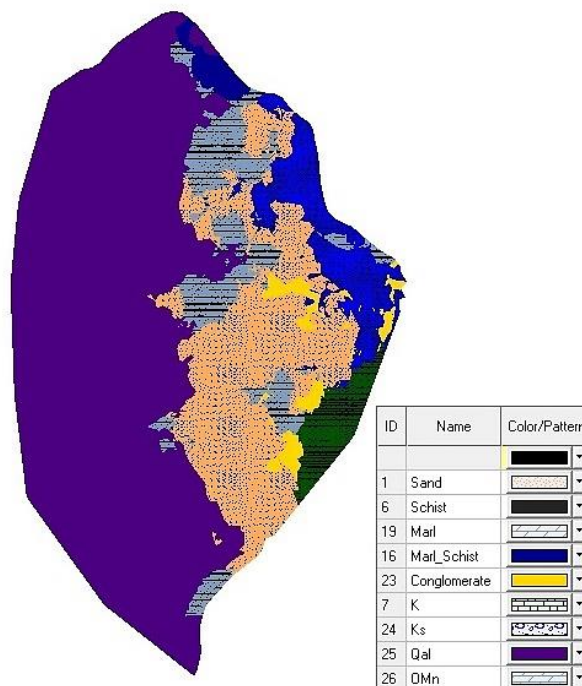 ID Name Color/Pattern
1 Sand
6 Schist
19 Marl
16 Marl_Schist
23 Conglomerate
7 K
24 Ks
25 Qal
26 OMn